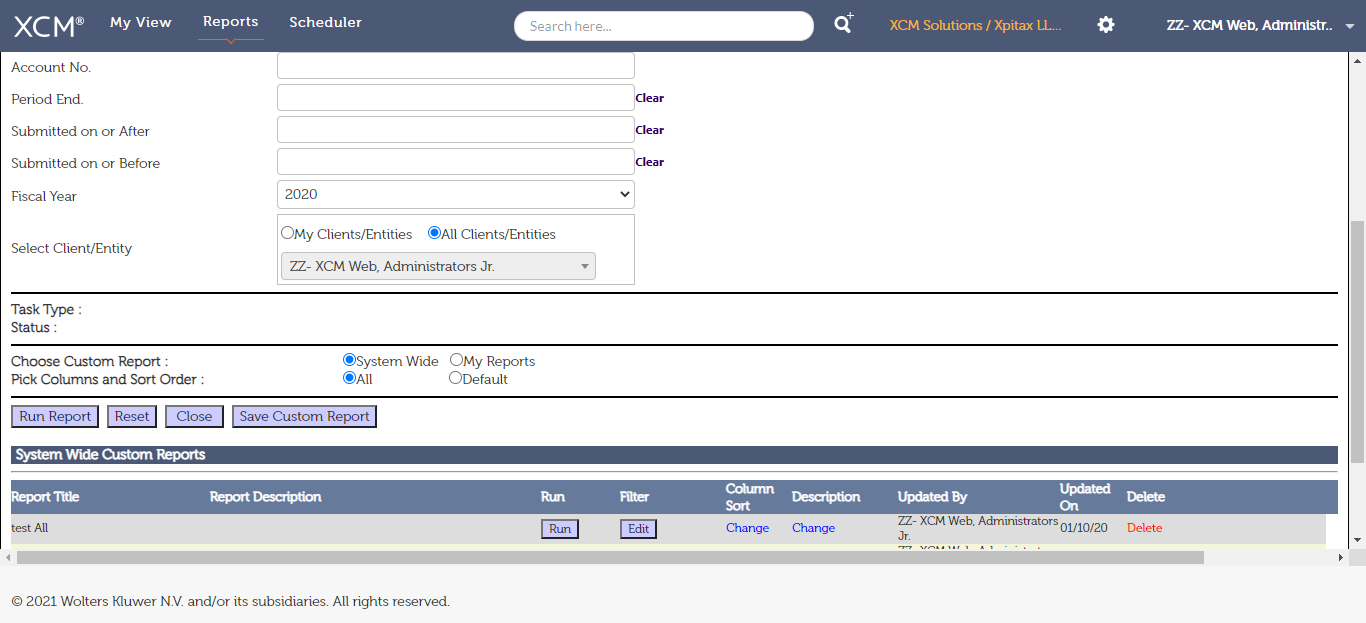 XCM® My View Reports Scheduler Search here... XCM Solutions / Xpitax LL... ZZ- XCM Web, Administr..
Account No.
Period End. Clear
Submitted on or After Clear
Submitted on or Before Clear
Fiscal Year 2020
My Clients/Entities All Clients/Entities
Select Client/Entity
ZZ- XCM Web, Administrators Jr.
Task Type :
Status :
Choose Custom Report : System Wide My Reports
Pick Columns and Sort Order : All Default
Run Report Reset Close Save Custom Report
System Wide Custom Reports
Report Title Report Description Run Filter Column Sort Description Updated By Updated On Delete
test All Run Edit Change Change ZZ- XCM Web, Administrators Jr. 01/10/20 Delete
© 2021 Wolters Kluwer N.V. and/or its subsidiaries. All rights reserved.